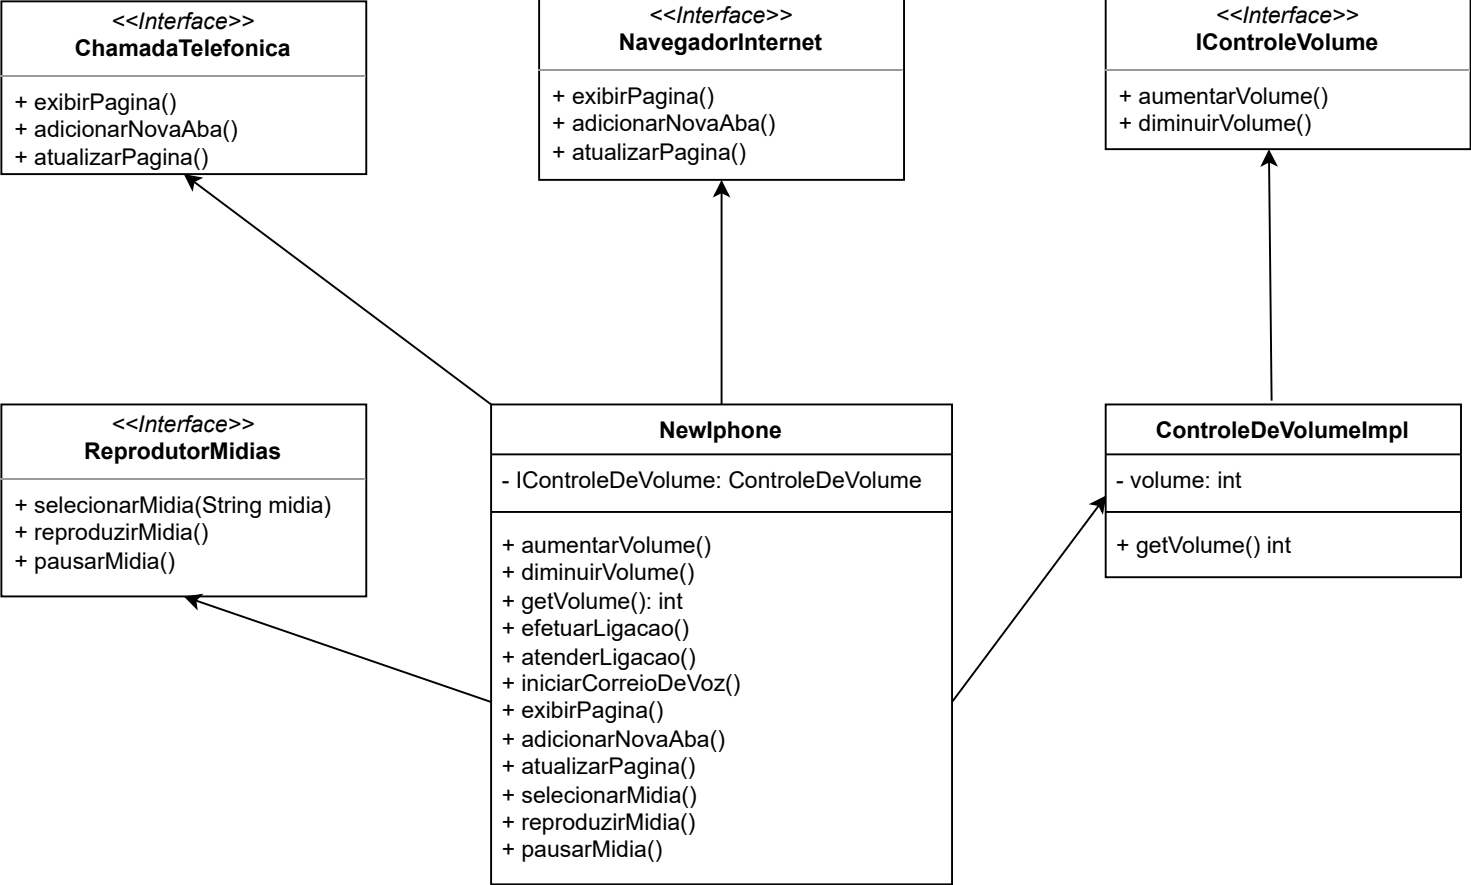 <<Interface>>
ChamadaTelefonica
+ exibirPagina()
+ adicionarNovaAba()
+ atualizarPagina()
<<Interface>>
NavegadorInternet
+ exibirPagina()
+ adicionarNovaAba()
+ atualizarPagina()
<<Interface>>
IControleVolume
+ aumentarVolume()
+ diminuirVolume()
<<Interface>>
ReprodutorMidias
+ selecionarMidia(String midia)
+ reproduzirMidia()
+ pausarMidia()
NewIphone
- IControleDeVolume: ControleDeVolume
+ aumentarVolume()
+ diminuirVolume()
+ getVolume(): int
+ efetuarLigacao()
+ atenderLigacao()
+ iniciarCorreioDeVoz()
+ exibirPagina()
+ adicionarNovaAba()
+ atualizarPagina()
+ selecionarMidia()
+ reproduzirMidia()
+ pausarMidia()
ControleDeVolumeImpl
- volume: int
+ getVolume() int